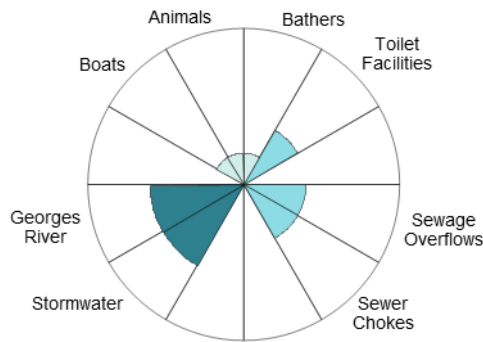 Animals
Bathers
Toilet
Facilities
Boats
Georges
River
Sewage
Overflows
Stormwater
Sewer
Chokes